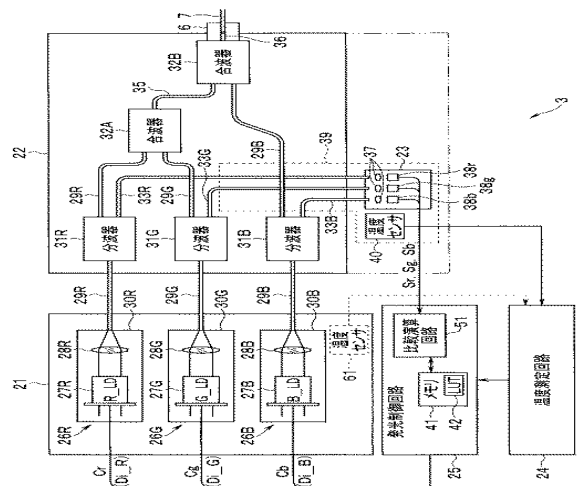 7
6
36
32B
合波器
35
32A
合波器
22
29R
33R
29G
33G
29B
39
31R
分波器
31G
分波器
31B
分波器
33B
37
23
38r
38g
38b
温度
センサ
40
3
Sr, Sg, Sb
29R
29G
29B
21
30R
28R
27R
R_LD
26R
30G
28G
27G
G_LD
26G
30B
28B
27B
B_LD
26B
温度
センサ
61
Cr
(Di_R)
Cg
(Di_G)
Cb
(Di_B)
発光制御回路
比較演算
回路
51
メモリ
LUT
41
42
25
温度測定回路
24